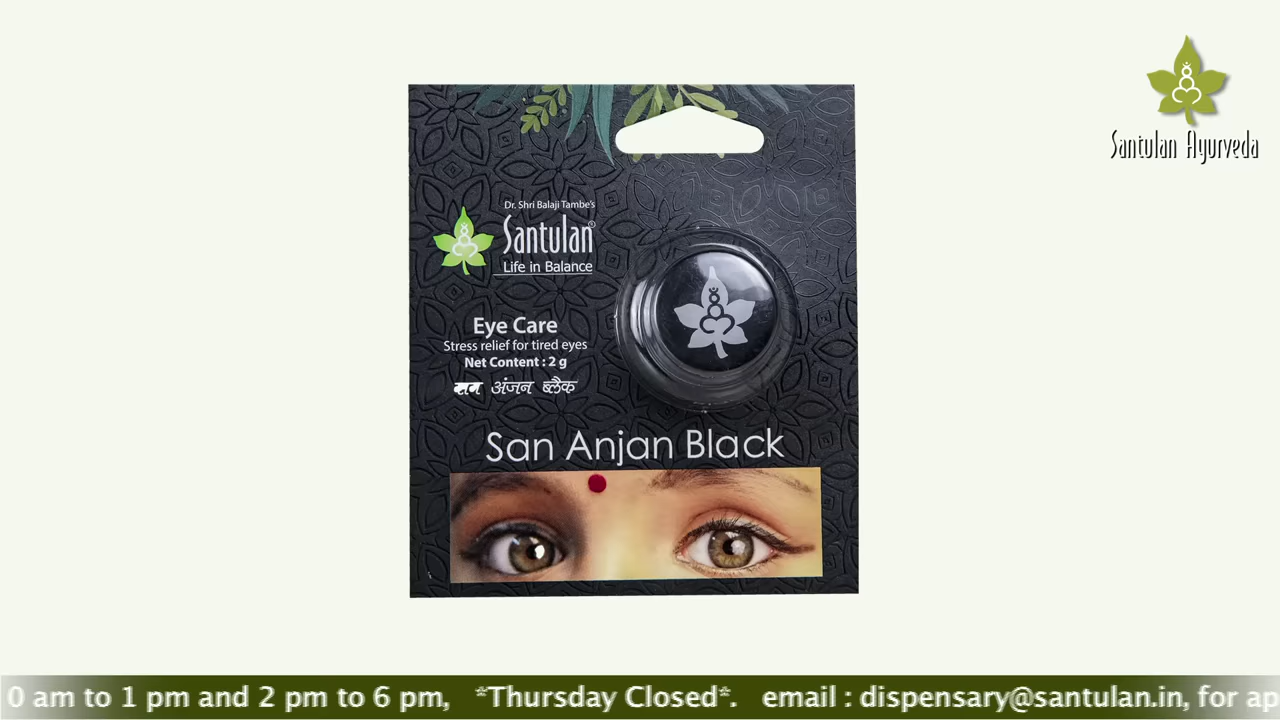 Santulan Ayurveda
Dr. Shri Balaji Tambe's
Santulan®
Life in Balance
Eye Care
Stress relief for tired eyes
Net Content : 2 g
सन अंजन ब्लैक
San Anjan Black
0 am to 1 pm and 2 pm to 6 pm, *Thursday Closed*. email : dispensary@santulan.in, for ap